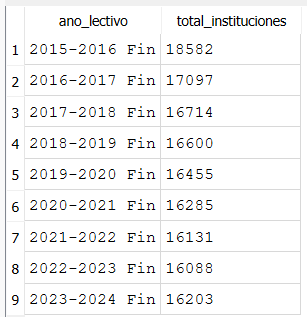 ano_lectivo total_instituciones
1 2015-2016 Fin 18582
2 2016-2017 Fin 17097
3 2017-2018 Fin 16714
4 2018-2019 Fin 16600
5 2019-2020 Fin 16455
6 2020-2021 Fin 16285
7 2021-2022 Fin 16131
8 2022-2023 Fin 16088
9 2023-2024 Fin 16203